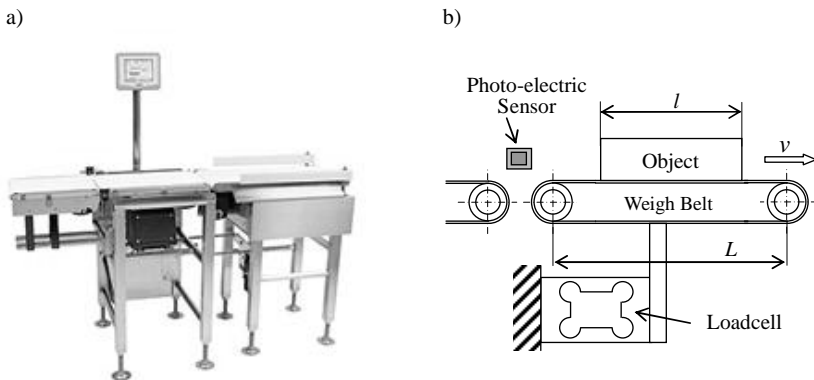 a)
b)
Photo-electric
Sensor
l
v
Object
Weigh Belt
L
Loadcell